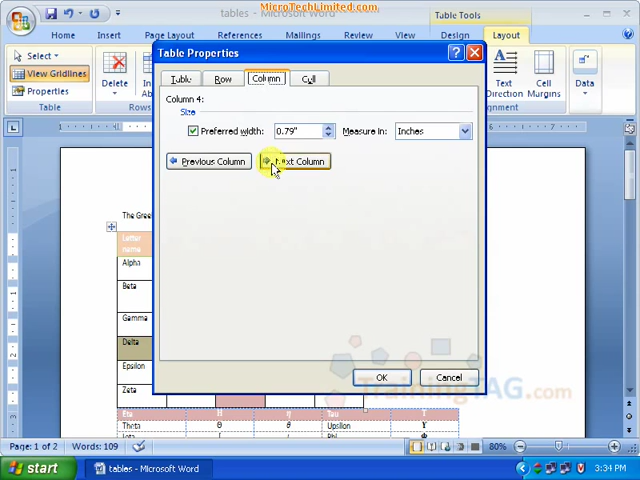 MicroTechLimited.com
tables - Microsoft Word
Table Tools
Home Insert Page Layout References Mailings Review View Design Layout
Select
View Gridlines
Properties
Table
Delete
Text Direction
Cell Margins
Data
Table Properties
Table Row Column Cell
Column 4:
Size
Preferred width: 0.79" Measure in: Inches
Previous Column Next Column
OK Cancel
TrainingTAG.com
The Gree
Letter name
Alpha
Beta
Gamma
Delta
Epsilon
Zeta
Eta H η Tau T
Theta Θ θ Upsilon Υ
Page: 1 of 2 Words: 109 80%
start tables - Microsoft Word 3:34 PM